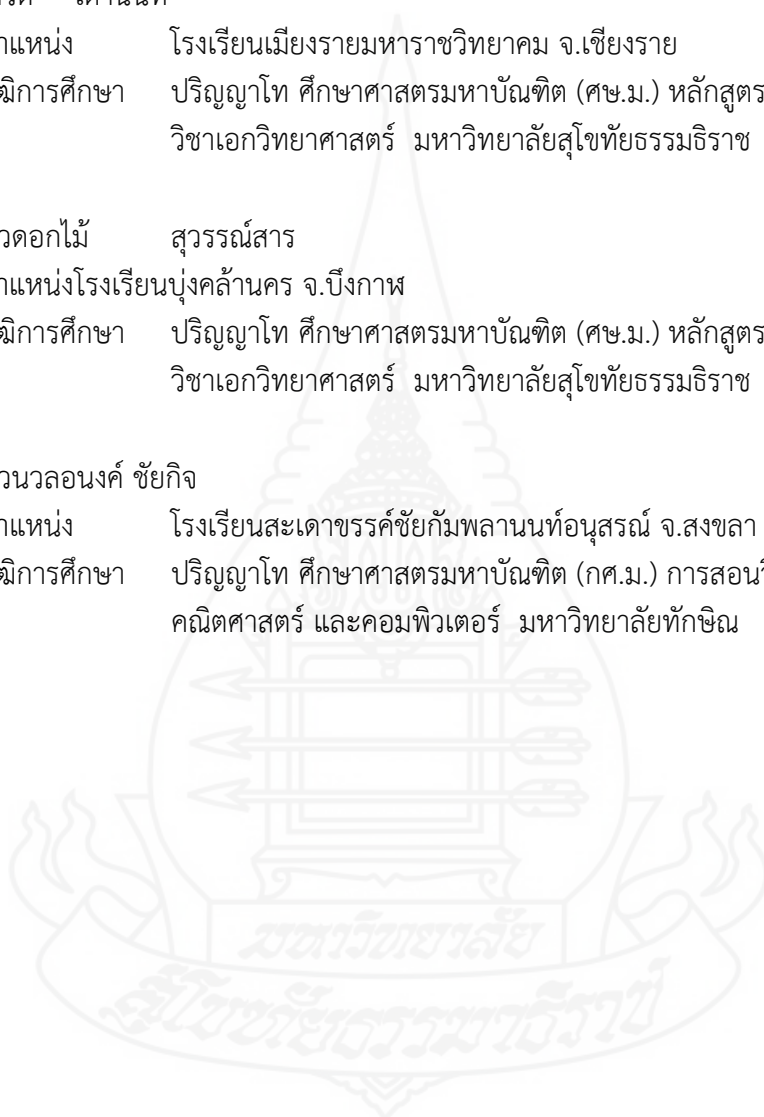 โรงเรียนเมียงรายมหาราชวิทยาคม จ.เชียงราย
การศึกษา ปริญญาโท ศึกษาศาสตรมหาบัณฑิต (ศษ.ม.) หลักสูตร
วิชาเอกวิทยาศาสตร์ มหาวิทยาลัยสุโขทัยธรรมธิราช
วดอกไม้ สุวรรณ์สาร
าแหน่งโรงเรียนบุ่งคล้านคร จ.บึงกาฬ
ฒิการศึกษา ปริญญาโท ศึกษาศาสตรมหาบัณฑิต (ศษ.ม.) หลักสูตร
วิชาเอกวิทยาศาสตร์ มหาวิทยาลัยสุโขทัยธรรมธิราช
วนวลอนงค์ ชัยกิจ
าแหน่ง โรงเรียนสะเดาขรรค์ชัยกัมพลานนท์อนุสรณ์ จ.สงขลา
ฒิการศึกษา ปริญญาโท ศึกษาศาสตรมหาบัณฑิต (กศ.ม.) การสอน
คณิตศาสตร์ และคอมพิวเตอร์ มหาวิทยาลัยทักษิณ
มหาวิทยาลัย
สุโขทัยธรรมาธิราช